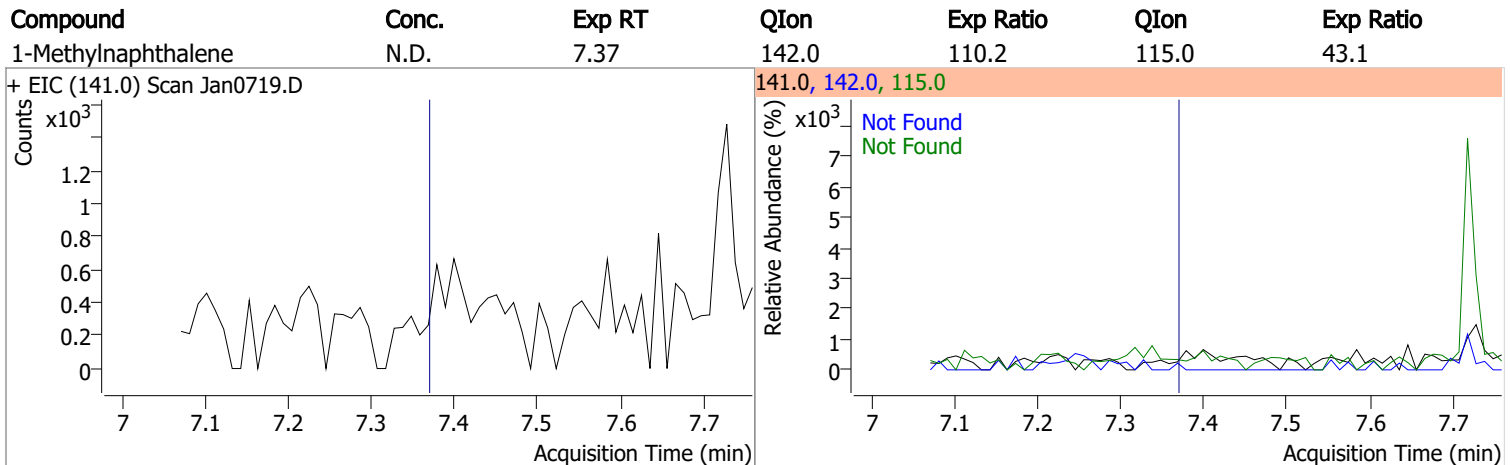 Compound Conc. Exp RT QIon Exp Ratio QIon Exp Ratio
1-Methylnaphthalene N.D. 7.37 142.0 110.2 115.0 43.1
+ EIC (141.0) Scan Jan0719.D
Counts
x10³
1.2
1
0.8
0.6
0.4
0.2
0
7 7.1 7.2 7.3 7.4 7.5 7.6 7.7
Acquisition Time (min)
141.0, 142.0, 115.0
Relative Abundance (%)
x10³
Not Found
Not Found
7
6
5
4
3
2
1
0
7 7.1 7.2 7.3 7.4 7.5 7.6 7.7
Acquisition Time (min)